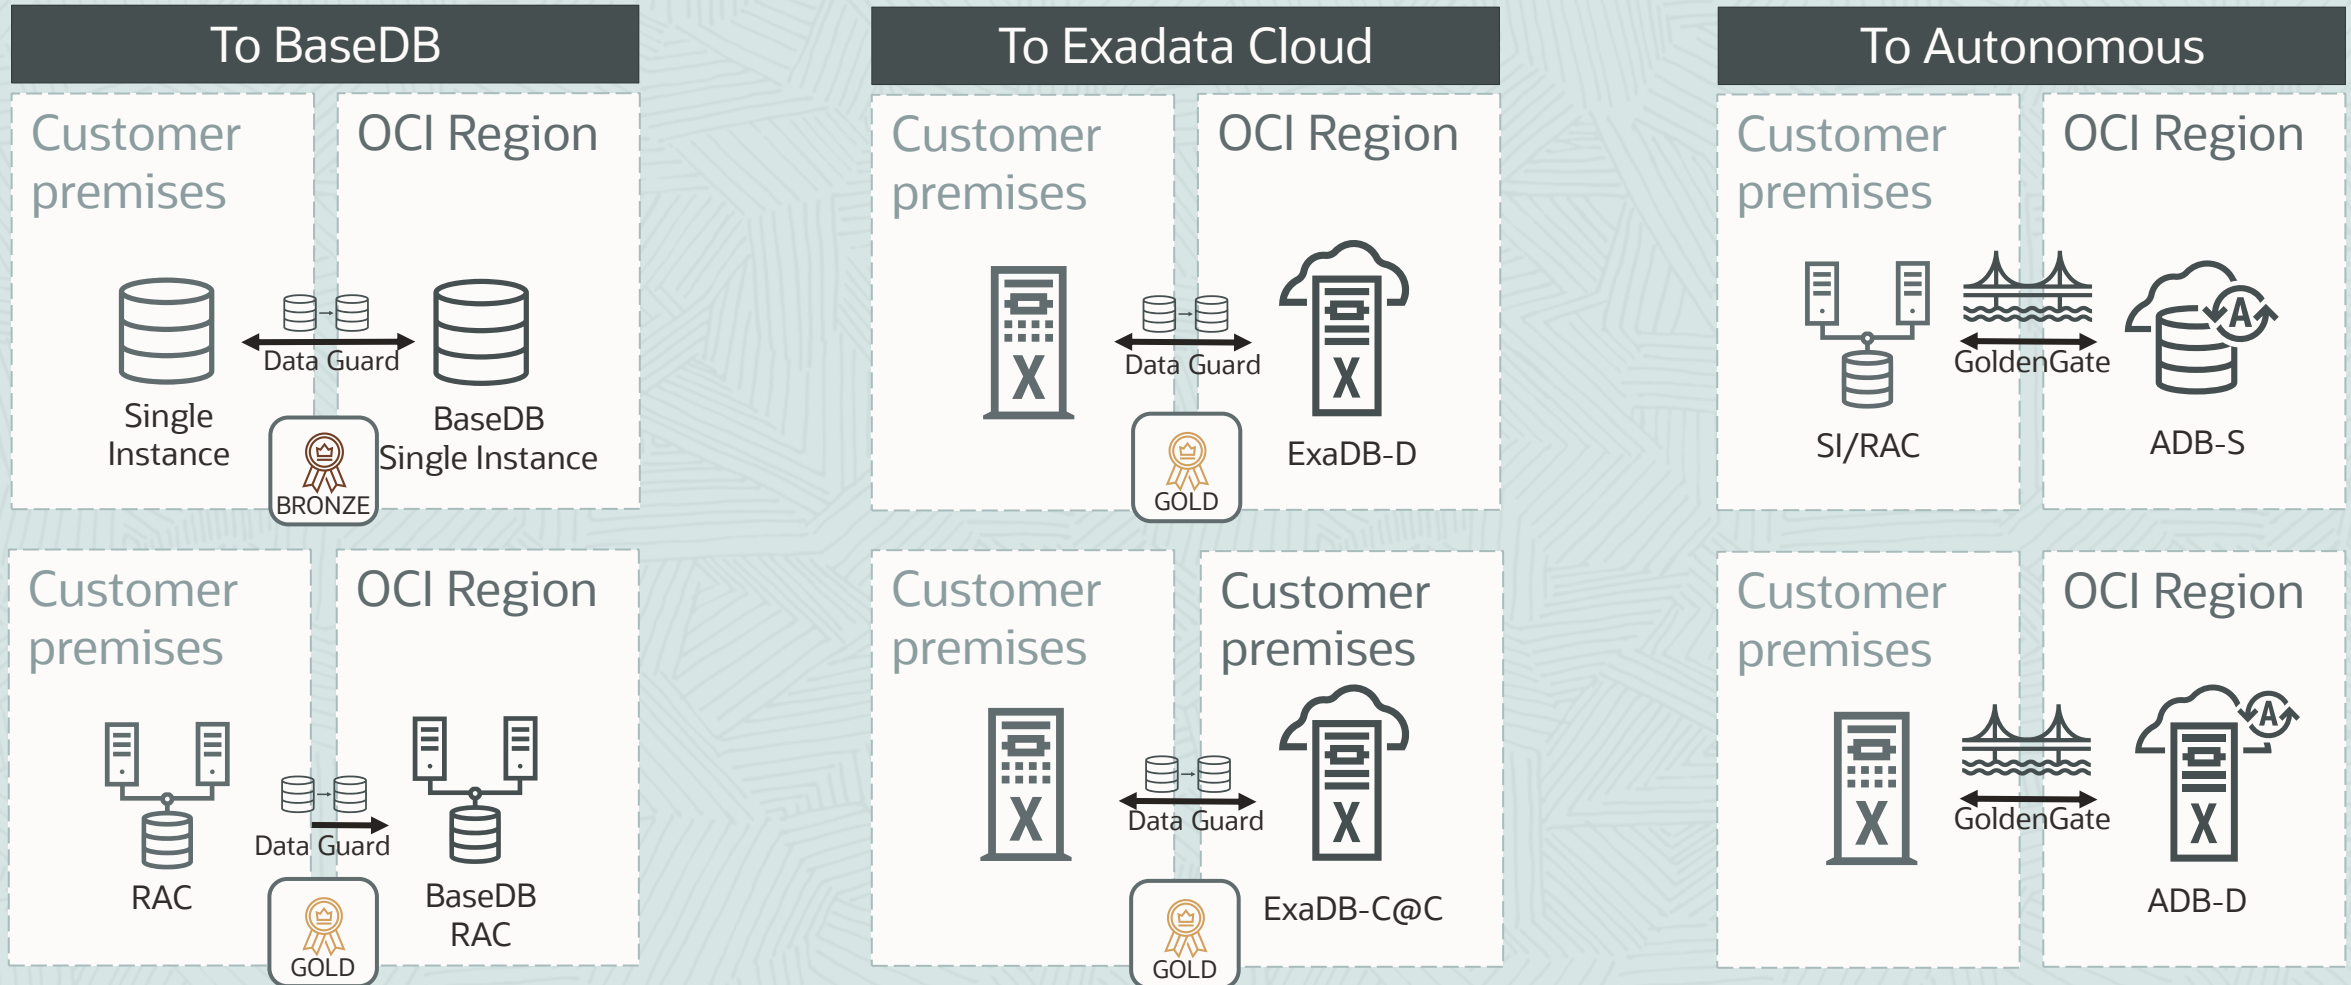 To BaseDB
Customer
premises
OCI Region
Data Guard
Single
Instance
BaseDB
Single Instance
BRONZE
Customer
premises
OCI Region
Data Guard
RAC
BaseDB
RAC
GOLD
To Exadata Cloud
Customer
premises
OCI Region
X
X
Data Guard
ExaDB-D
GOLD
Customer
premises
Customer
premises
X
X
Data Guard
ExaDB-C@C
GOLD
To Autonomous
Customer
premises
OCI Region
A
GoldenGate
SI/RAC
ADB-S
Customer
premises
OCI Region
A
X
X
GoldenGate
ADB-D